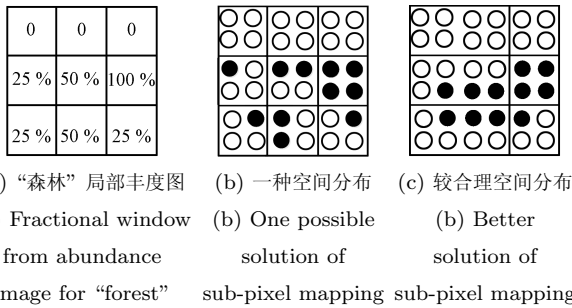 0 0 0
25 % 50 % 100 %
25 % 50 % 25 %
) “森林”局部丰度图 (b) 一种空间分布 (c) 较合理空间分布
Fractional window (b) One possible (b) Better
from abundance solution of solution of
mage for “forest” sub-pixel mapping sub-pixel mapping